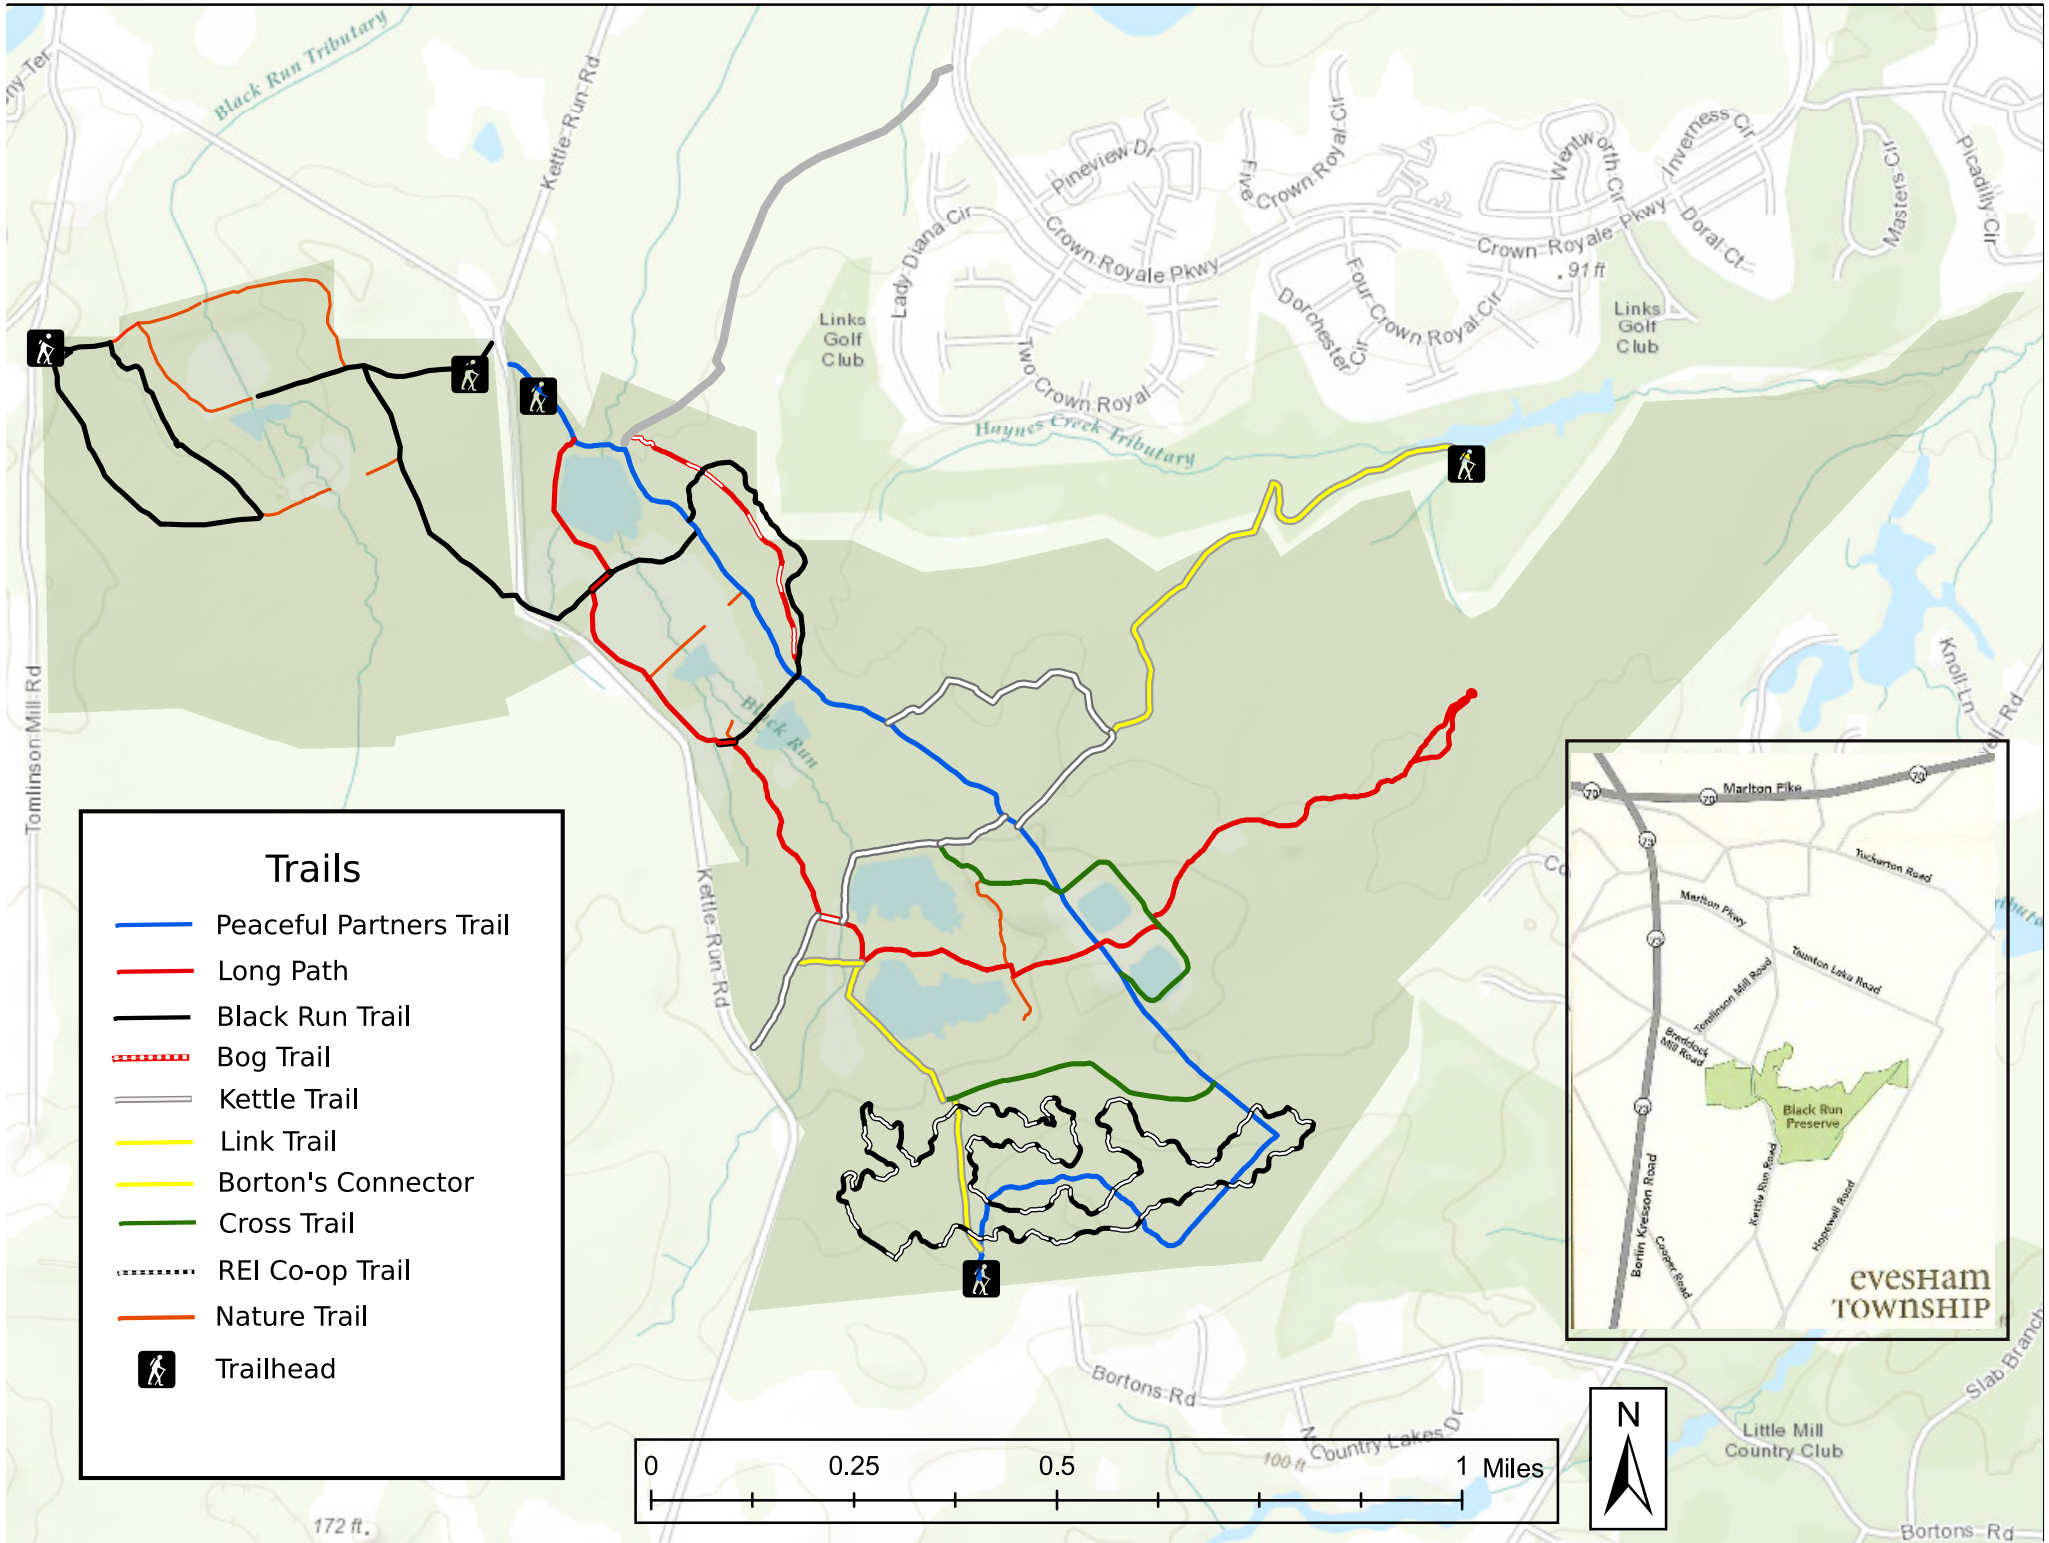 Black Run Tributary
Kettle-Run-Rd
Pineview Dr
Five
Crown-Royal-Cir
Wentworth-Cir
Inverness Cir
Masters-Cir
Picadilly-Cir
Lady-Diana-Cir
Crown-Royale-Pkwy
Crown-Royale-Pkwy
Doral-Ct
91 ft
Links
Golf
Club
Dorchester
Cir
Four-Crown-Royal-Cir
Links
Golf
Club
Two-Crown-Royal
Haynes Creek Tributary
Tomlinson-Mill-Rd
Black Run
Knoll-Ln
Kettle-Run-Rd
Trails
Peaceful Partners Trail
Long Path
Black Run Trail
Bog Trail
Kettle Trail
Link Trail
Borton's Connector
Cross Trail
REI Co-op Trail
Nature Trail
Trailhead
70
70
Marlton Pike
70
73
Tuckerton Road
Marlton Pkwy
73
Taunton Lake Road
Tomlinson Mill Road
Braddock
Mill Road
73
Black Run
Preserve
Kettle Run Road
Hopewell Road
Berlin Kresson Road
Cooper Road
evesham
township
Bortons-Rd
Country-Lakes-Dr
100 ft
Little Mill
Country-Club
Slab-Branch
Bortons Rd
172 ft
0
0.25
0.5
1 Miles
N